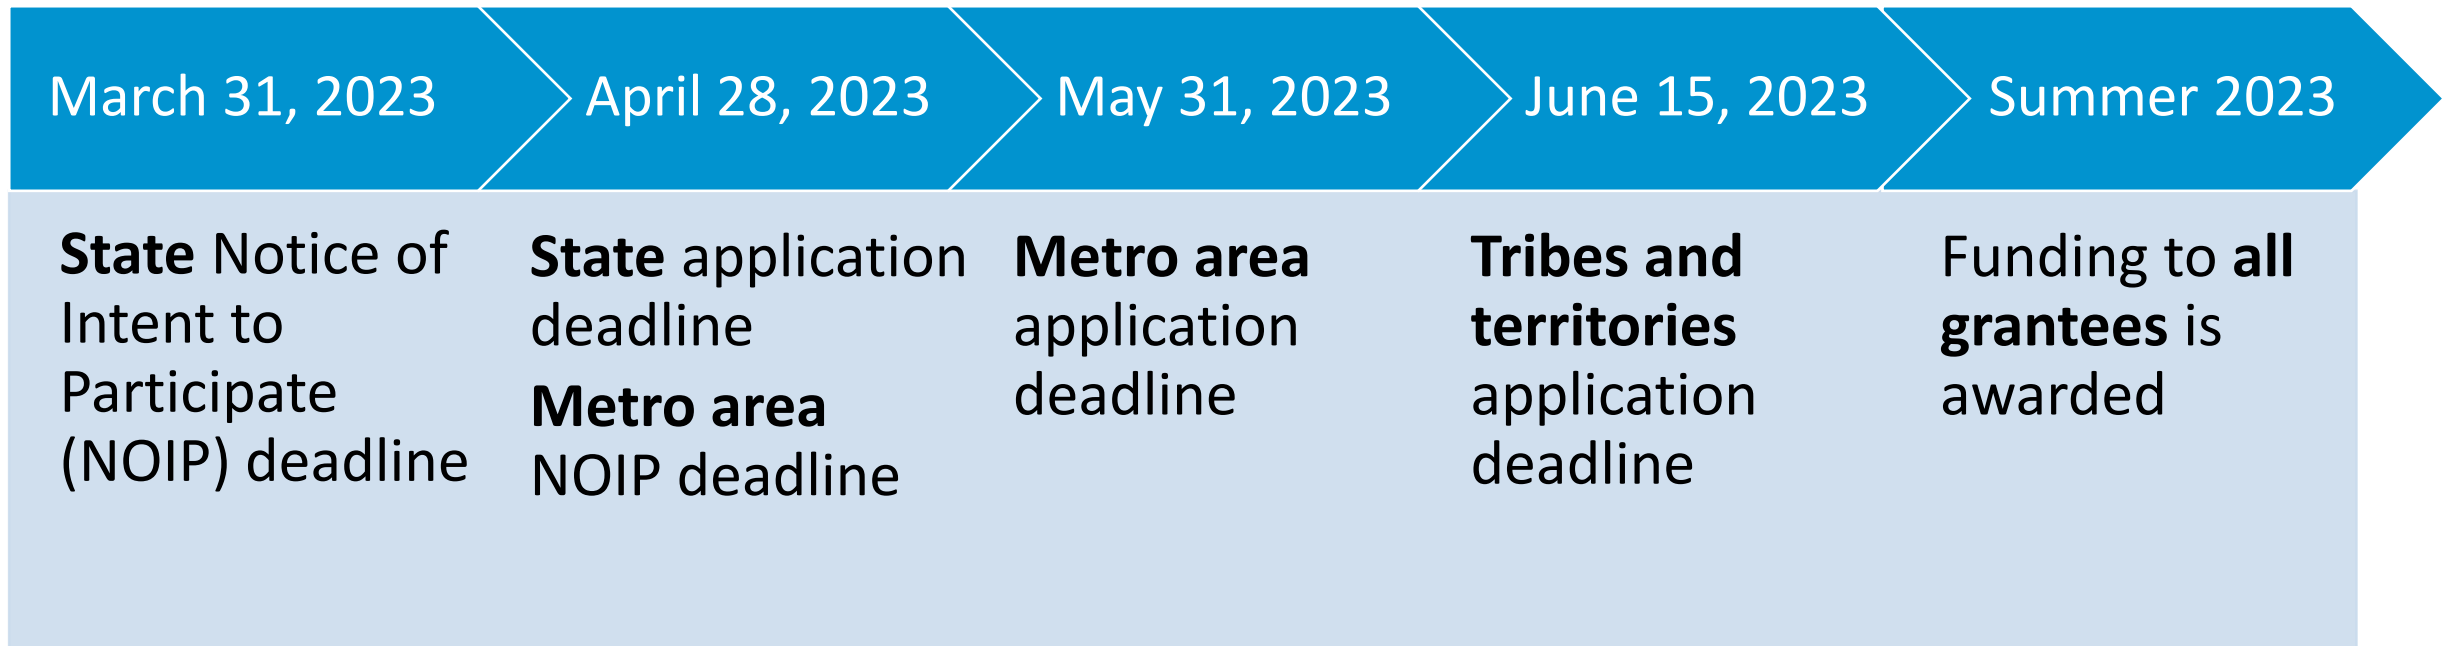 March 31, 2023
April 28, 2023
May 31, 2023
June 15, 2023
Summer 2023
State Notice of
Intent to
Participate
(NOIP) deadline
State application
deadline
Metro area
NOIP deadline
Metro area
application
deadline
Tribes and
territories
application
deadline
Funding to all
grantees is
awarded